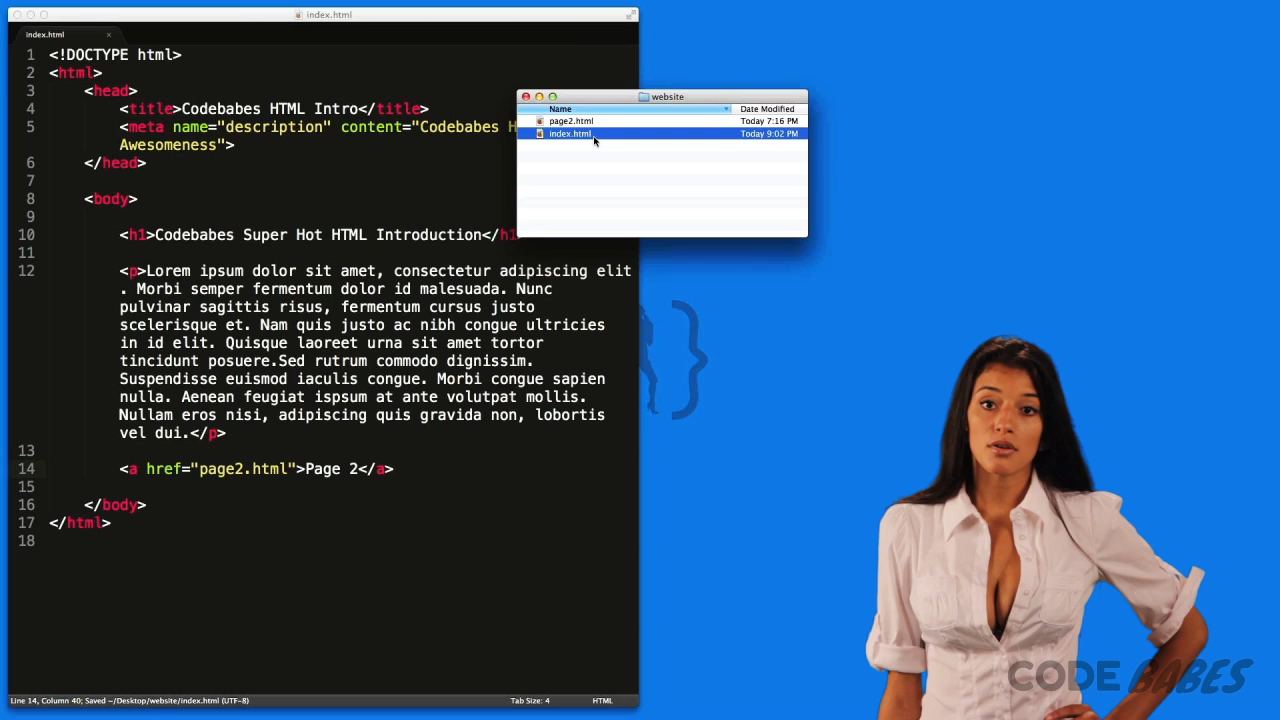 index.html
index.html
1 <!DOCTYPE html>
2 <html>
3 <head>
4 <title>Codebabes HTML Intro</title>
5 <meta name="description" content="Codebabes H
Awesomeness">
6 </head>
7
8 <body>
9
10 <h1>Codebabes Super Hot HTML Introduction</h1
11
12 <p>Lorem ipsum dolor sit amet, consectetur adipiscing elit
. Morbi semper fermentum dolor id malesuada. Nunc
pulvinar sagittis risus, fermentum cursus justo
scelerisque et. Nam quis justo ac nibh congue ultricies
in id elit. Quisque laoreet urna sit amet tortor
tincidunt posuere.Sed rutrum commodo dignissim.
Suspendisse euismod iaculis congue. Morbi congue sapien
nulla. Aenean feugiat ispsum at ante volutpat mollis.
Nullam eros nisi, adipiscing quis gravida non, lobortis
vel dui.</p>
13
14 <a href="page2.html">Page 2</a>
15
16 </body>
17 </html>
18
Line 14, Column 40; Saved ~/Desktop/website/index.html (UTF-8)
Tab Size: 4
HTML
website
Name Date Modified
page2.html Today 7:16 PM
index.html Today 9:02 PM
}
CODE BABES